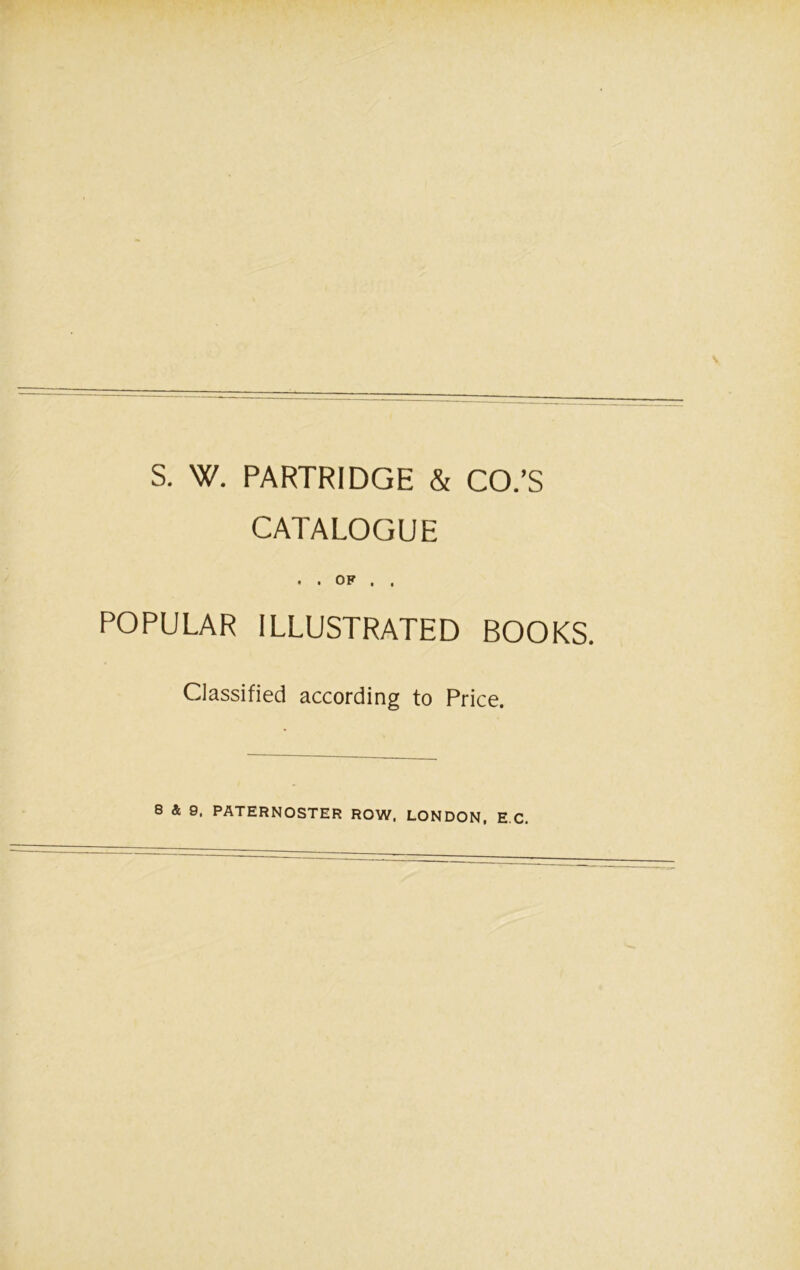 S. W. PARTRIDGE & CO.'S
CATALOGUE
. . OF . .
POPULAR ILLUSTRATED BOOKS.
Classified according to Price.
8 & 9, PATERNOSTER ROW, LONDON, E.C.